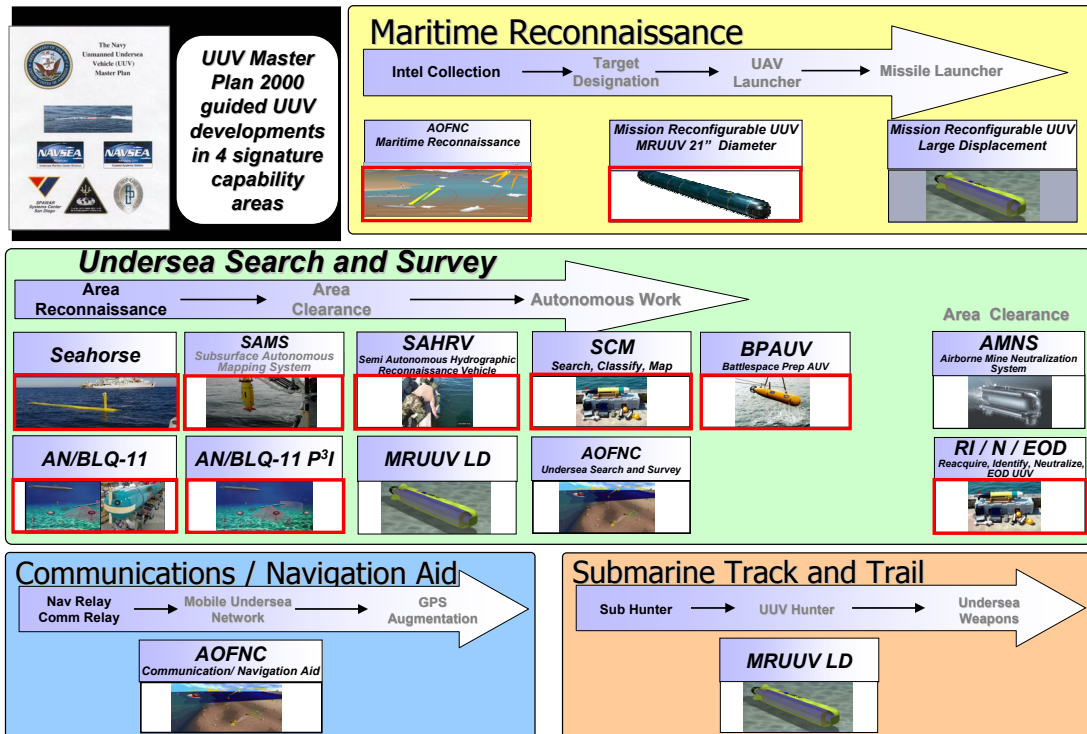 The Navy
Unmanned Undersea
Vehicle (UUV)
Master Plan
NAVSEA
NAVSEA
SPAWAR
Systems Center
San Diego
UUV Master
Plan 2000
guided UUV
developments
in 4 signature
capability
areas
Maritime Reconnaissance
Intel Collection
Target
Designation
UAV
Launcher
Missile Launcher
AOFNC
Maritime Reconnaissance
Mission Reconfigurable UUV
MRUUV 21” Diameter
Mission Reconfigurable UUV
Large Displacement
Undersea Search and Survey
Area
Reconnaissance
Area
Clearance
Autonomous Work
Area Clearance
Seahorse
SAMS
Subsurface Autonomous
Mapping System
SAHRV
Semi Autonomous Hydrographic
Reconnaissance Vehicle
SCM
Search, Classify, Map
BPAUV
Battlespace Prep AUV
AMNS
Airborne Mine Neutralization
System
AN/BLQ-11
AN/BLQ-11 P³I
MRUUV LD
AOFNC
Undersea Search and Survey
RI / N / EOD
Reacquire, Identify, Neutralize,
EOD UUV
Communications / Navigation Aid
Nav Relay
Comm Relay
Mobile Undersea
Network
GPS
Augmentation
AOFNC
Communication/ Navigation Aid
Submarine Track and Trail
Sub Hunter
UUV Hunter
Undersea
Weapons
MRUUV LD